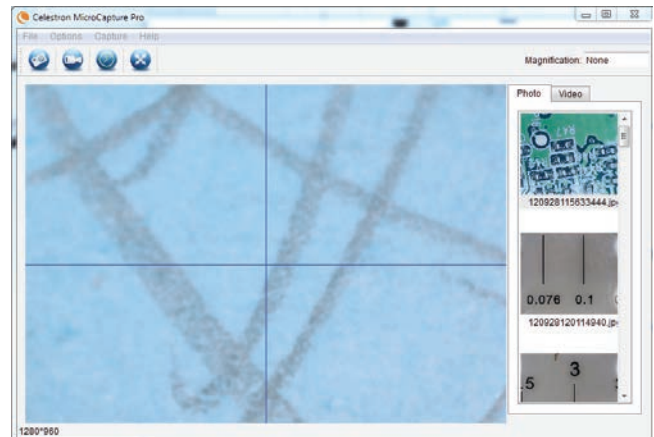 Celestron MicroCapture Pro
File Options Capture Help
Magnification: None
Photo Video
120928115633444.jp
0.076 0.1
120928120114940.jp
.5 3
1280*960